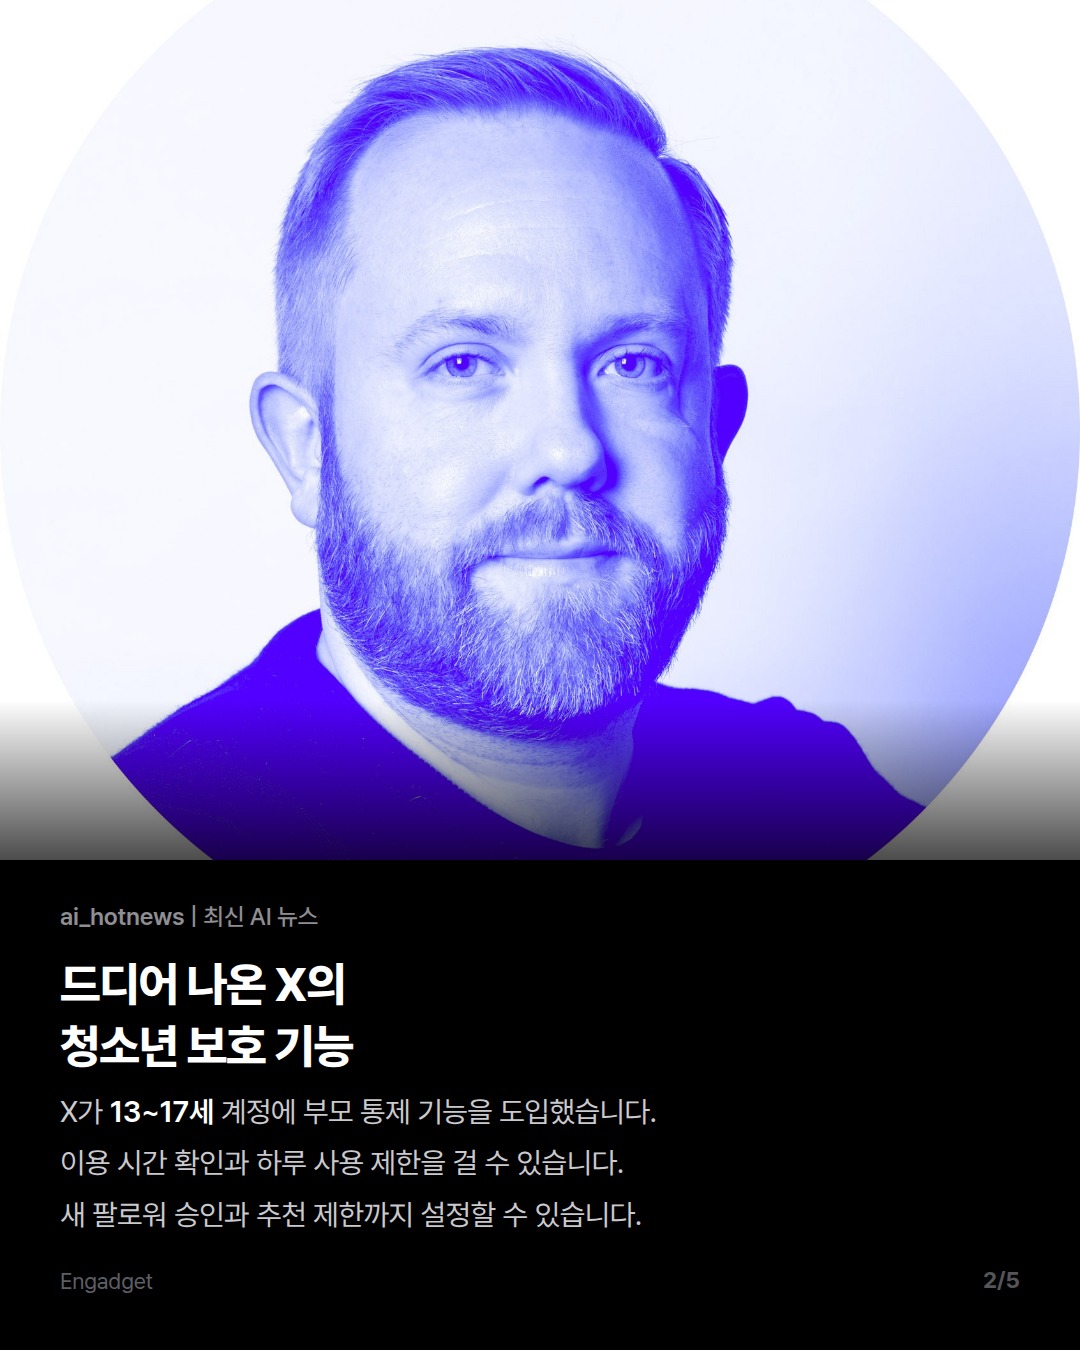 ai_hotnews | 최신 AI 뉴스
드디어 나온 X의
청소년 보호 기능
X가 13~17세 계정에 부모 통제 기능을 도입했습니다.
이용 시간 확인과 하루 사용 제한을 걸 수 있습니다.
새 팔로워 승인과 추천 제한까지 설정할 수 있습니다.
Engadget
2/5